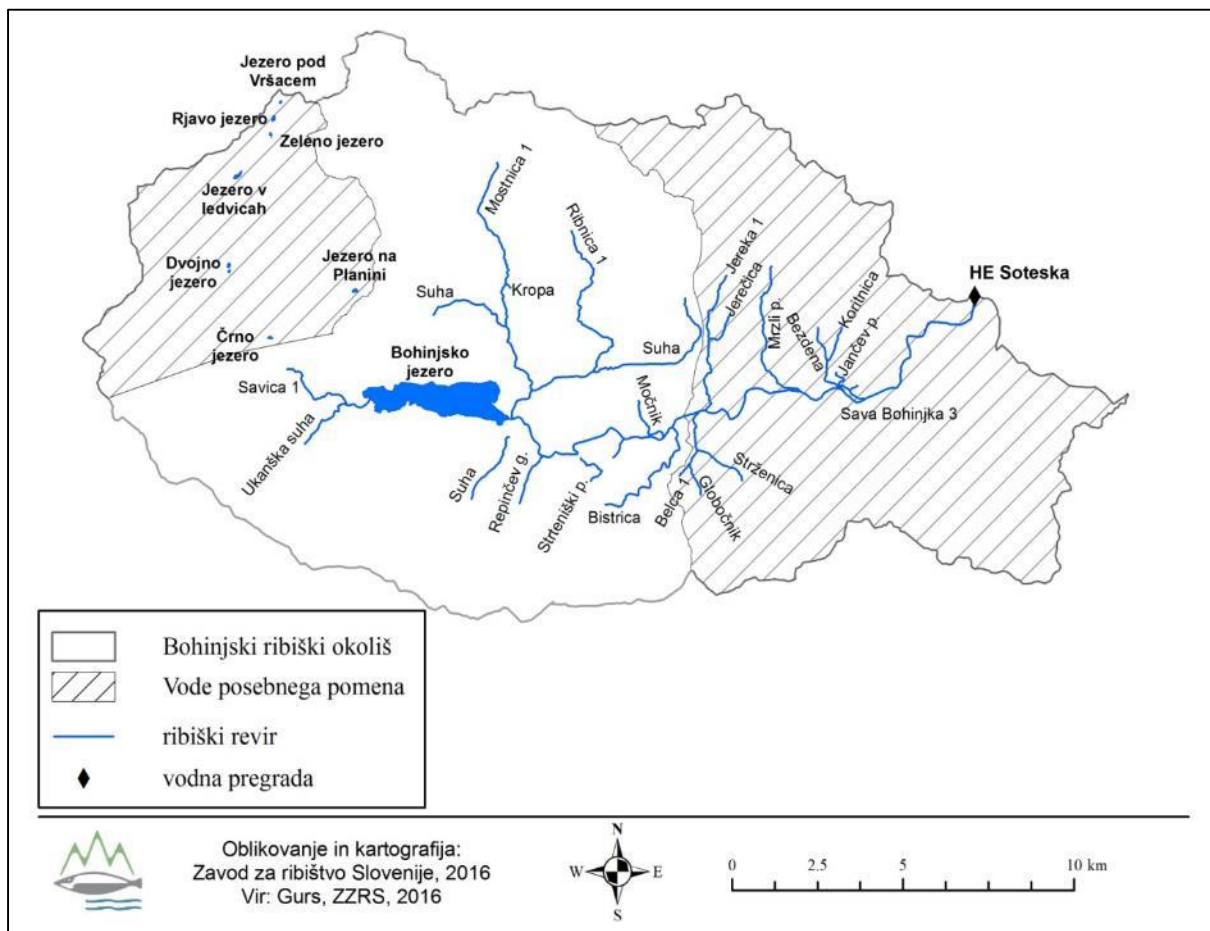 Jezero pod
Vršacem
Rjavo jezero
Zeleno jezero
Jezero v
ledvicah
Dvojno
jezero
Jezero na
Planini
Črno
jezero
Mostnica 1
Ribnica 1
Kropa
Suha
Suha
Bohinjsko
jezero
Savica 1
Ukanška suha
Suha
Repinčev g.
Strteniški p.
Bistrica
Močnik
Belca 1
Globočnik
Strženica
Jereka 1
Jerečica
Mrzli p.
Bezdena
Koritnica
Jančev p.
Sava Bohinjka 3
HE Soteska
Bohinjski ribiški okoliš
Vode posebnega pomena
ribiški revir
vodna pregrada
Oblikovanje in kartografija:
Zavod za ribištvo Slovenije, 2016
Vir: Gurs, ZZRS, 2016
N
W E
S
0 2.5 5 10 km